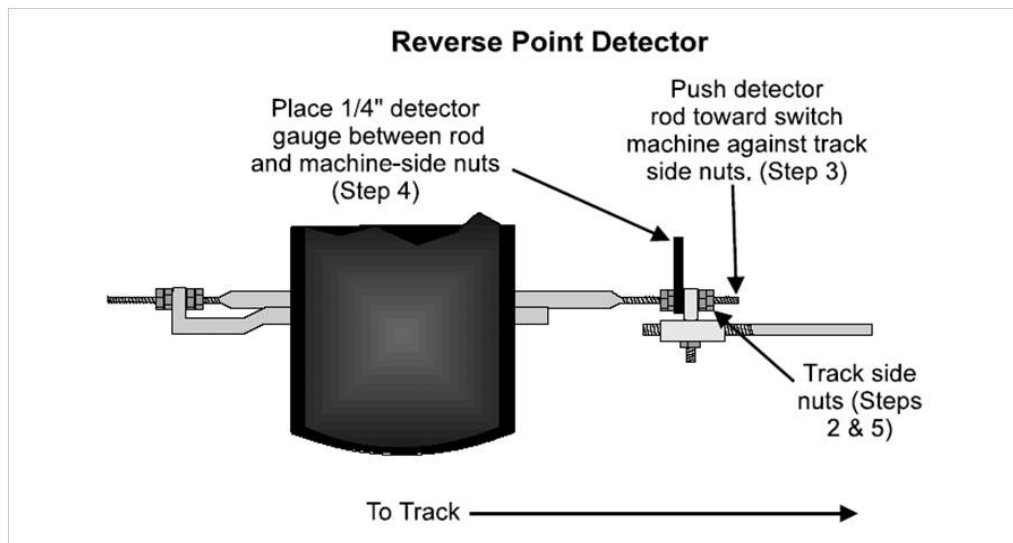 Reverse Point Detector
Place 1/4" detector
gauge between rod
and machine-side nuts
(Step 4)
Push detector
rod toward switch
machine against track
side nuts. (Step 3)
Track side
nuts (Steps
2 & 5)
To Track